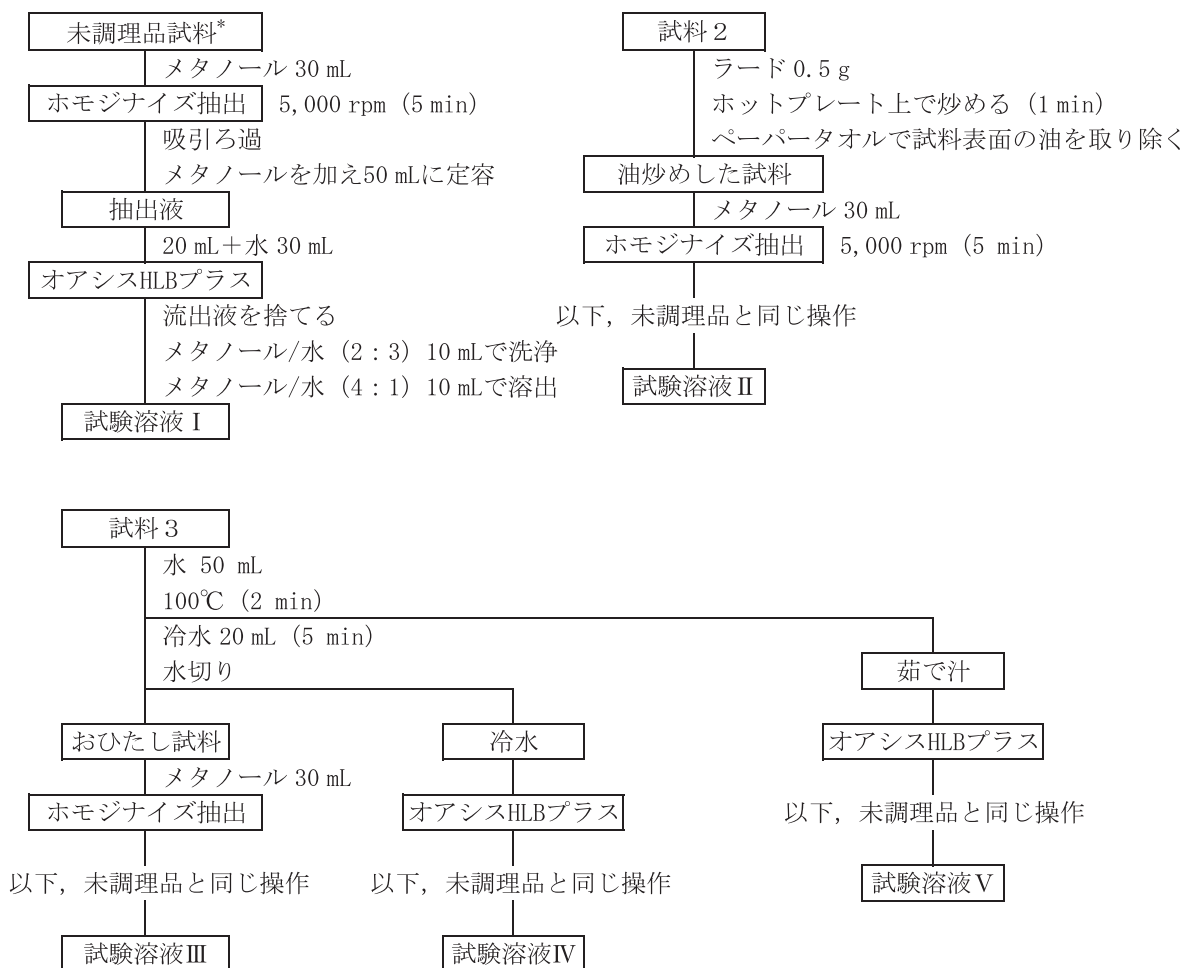 未調理品試料*
メタノール 30 mL
ホモジナイズ抽出 5,000 rpm (5 min)
吸引ろ過
メタノールを加え50 mLに定容
抽出液
20 mL＋水 30 mL
オアシスHLBプラス
流出液を捨てる
メタノール/水 (2：3) 10 mLで洗浄
メタノール/水 (4：1) 10 mLで溶出
試験溶液Ⅰ
試料２
ラード 0.5 g
ホットプレート上で炒める (1 min)
ペーパータオルで試料表面の油を取り除く
油炒めした試料
メタノール 30 mL
ホモジナイズ抽出 5,000 rpm (5 min)
以下，未調理品と同じ操作
試験溶液Ⅱ
試料３
水 50 mL
100℃ (2 min)
冷水 20 mL (5 min)
水切り
おひたし試料
メタノール 30 mL
ホモジナイズ抽出
以下，未調理品と同じ操作
試験溶液Ⅲ
冷水
オアシスHLBプラス
以下，未調理品と同じ操作
試験溶液Ⅳ
茹で汁
オアシスHLBプラス
以下，未調理品と同じ操作
試験溶液Ⅴ